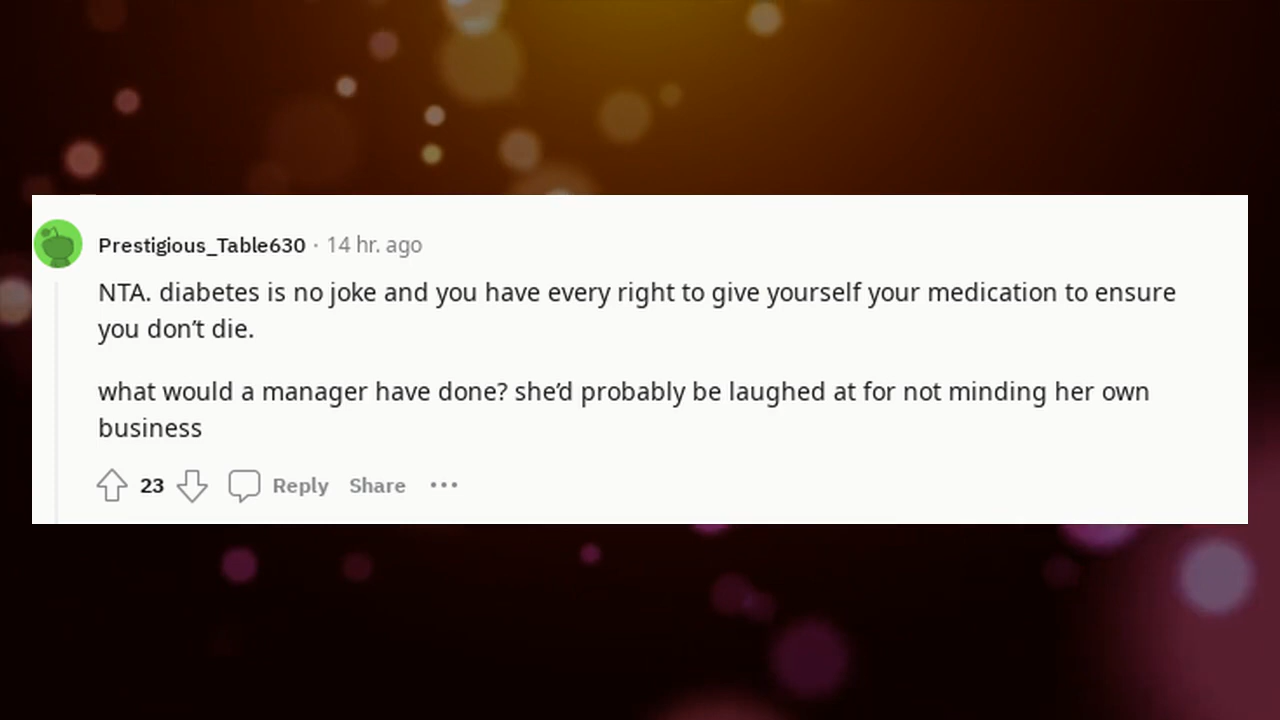 Prestigious_Table630 · 14 hr. ago
NTA. diabetes is no joke and you have every right to give yourself your medication to ensure
you don’t die.
what would a manager have done? she’d probably be laughed at for not minding her own
business
23 Reply Share •••